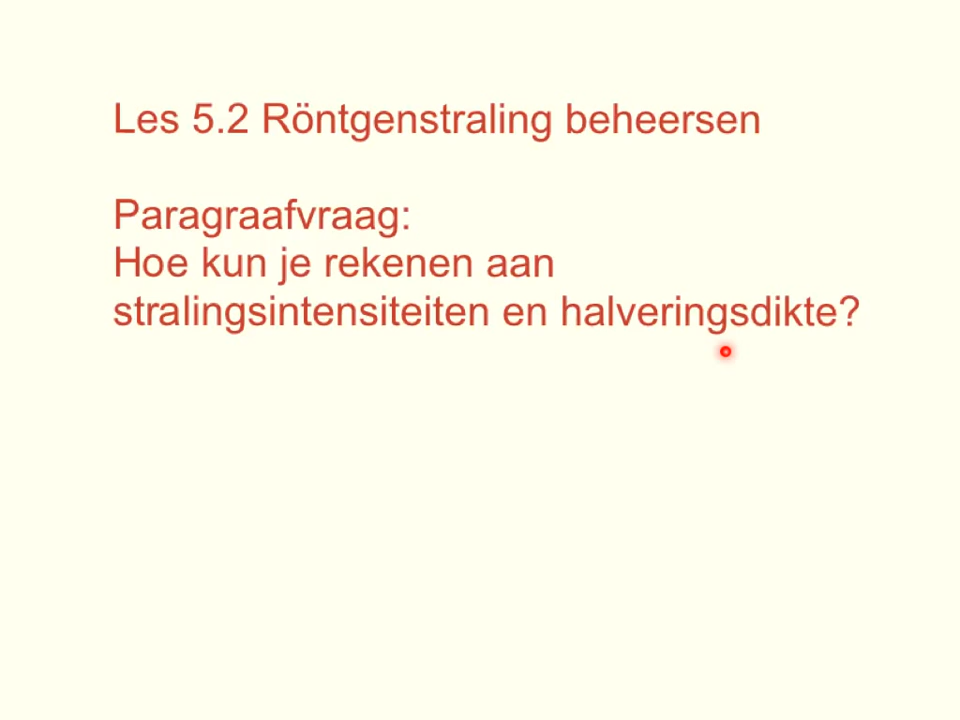 Les 5.2 Röntgenstraling beheersen
Paragraafvraag:
Hoe kun je rekenen aan
stralingsintensiteiten en halveringsdikte?